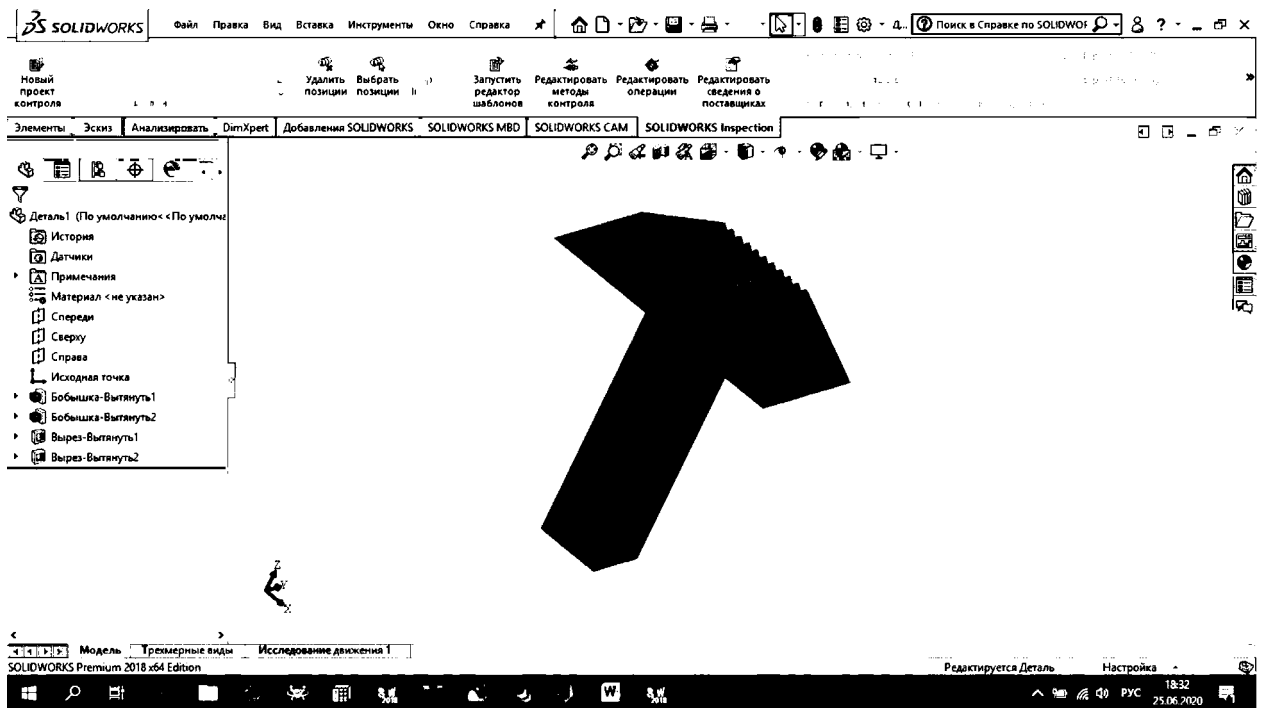 SOLIDWORKS Файл Правка Вид Вставка Инструменты Окно Справка Д... Поиск в Справке по SOLIDWOF ?
Новый проект контроля
Удалить позиции
Выбрать позиции
Запустить редактор шаблонов
Редактировать методы контроля
Редактировать операции
Редактировать сведения о поставщиках
Элементы Эскиз Анализировать DimXpert Добавления SOLIDWORKS SOLIDWORKS MBD SOLIDWORKS CAM SOLIDWORKS Inspection
Деталь1 (По умолчанию<<По умолча
История
Датчики
Примечания
Материал <не указан>
Спереди
Сверху
Справа
Исходная точка
Бобышка-Вытянуть1
Бобышка-Вытянуть2
Вырез-Вытянуть1
Вырез-Вытянуть2
Z
Y
X
Модель Трехмерные виды Исследование движения 1
SOLIDWORKS Premium 2018 x64 Edition Редактируется Деталь Настройка
РУС 18:32
25.06.2020